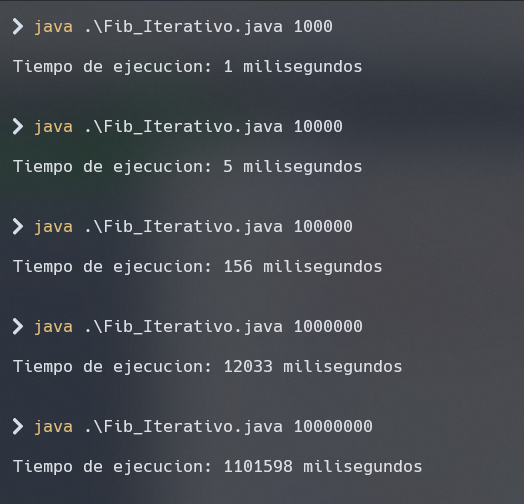 ❯ java .\Fib_Iterativo.java 1000
Tiempo de ejecucion: 1 milisegundos
❯ java .\Fib_Iterativo.java 10000
Tiempo de ejecucion: 5 milisegundos
❯ java .\Fib_Iterativo.java 100000
Tiempo de ejecucion: 156 milisegundos
❯ java .\Fib_Iterativo.java 1000000
Tiempo de ejecucion: 12033 milisegundos
❯ java .\Fib_Iterativo.java 10000000
Tiempo de ejecucion: 1101598 milisegundos